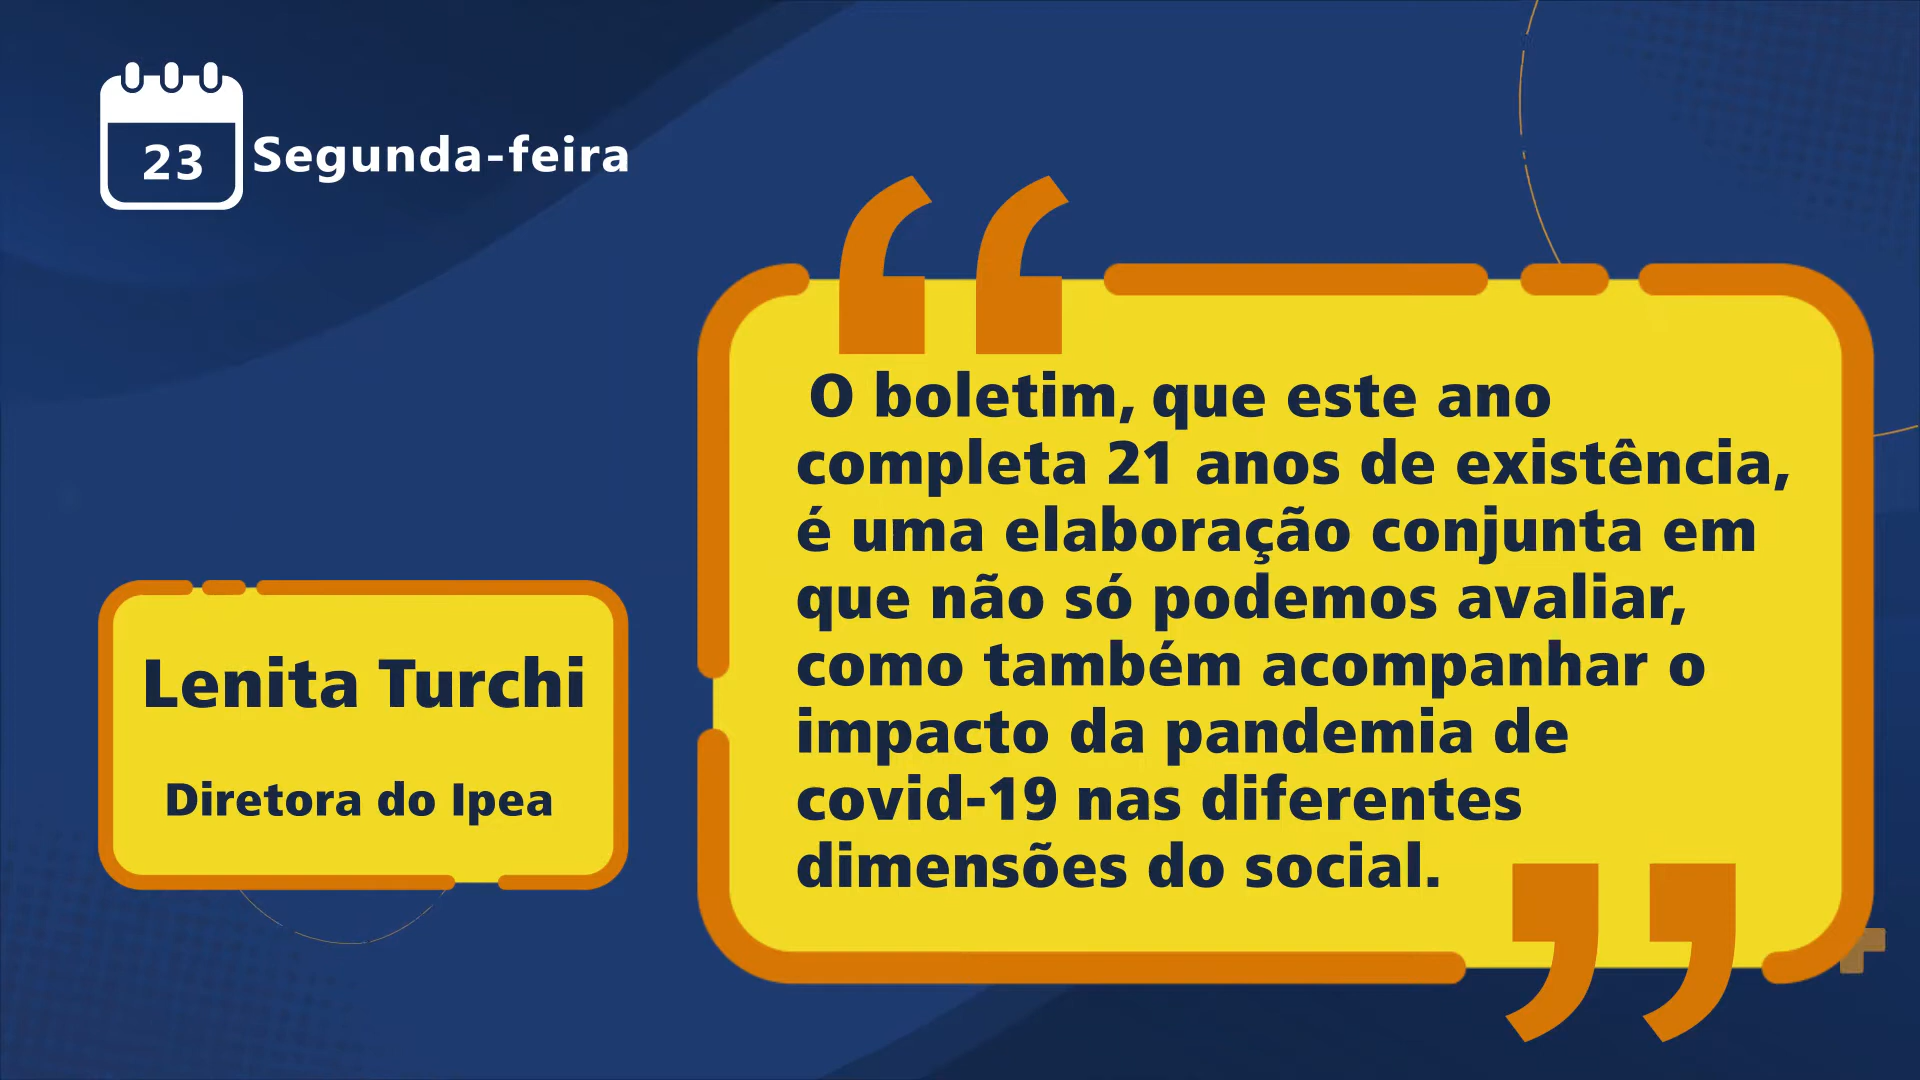 23
Segunda-feira
O boletim, que este ano
completa 21 anos de existência,
é uma elaboração conjunta em
que não só podemos avaliar,
como também acompanhar o
impacto da pandemia de
covid-19 nas diferentes
dimensões do social.
Lenita Turchi
Diretora do Ipea